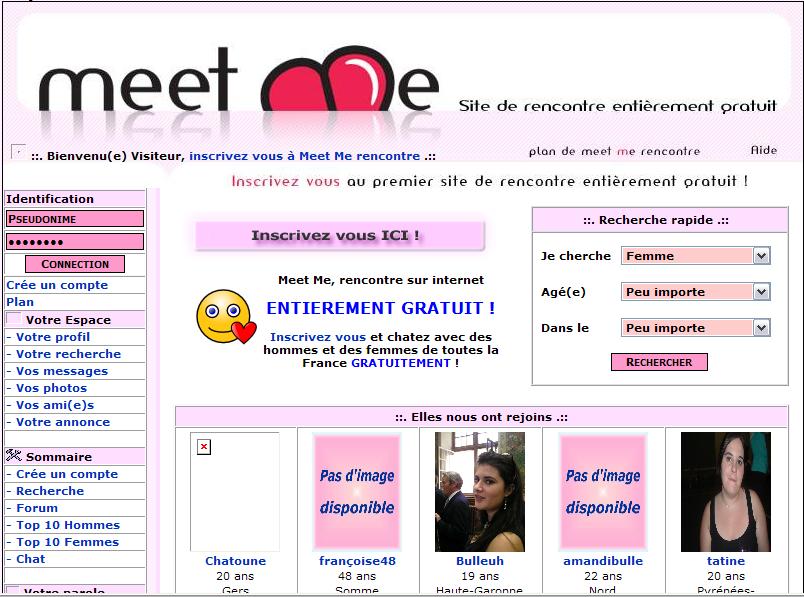 meet me
Site de rencontre entièrement gratuit
::. Bienvenu(e) Visiteur, inscrivez vous à Meet Me rencontre .::
plan de meet me rencontre
Aide
Inscrivez vous au premier site de rencontre entièrement gratuit !
Identification
PSEUDONIME
••••••••
CONNECTION
Crée un compte
Plan
Votre Espace
- Votre profil
- Votre recherche
- Vos messages
- Vos photos
- Vos ami(e)s
- Votre annonce
Sommaire
- Crée un compte
- Recherche
- Forum
- Top 10 Hommes
- Top 10 Femmes
- Chat
Votre parole
Inscrivez vous ICI !
Meet Me, rencontre sur internet
ENTIEREMENT GRATUIT !
Inscrivez vous et chatez avec des
hommes et des femmes de toutes la
France GRATUITEMENT !
::. Recherche rapide .::
Je cherche Femme
Agé(e) Peu importe
Dans le Peu importe
RECHERCHER
::. Elles nous ont rejoins .::
Chatoune
20 ans
Gers
Pas d'image
disponible
françoise48
48 ans
Somme
Bulleuh
19 ans
Haute-Garonne
Pas d'image
disponible
amandibulle
22 ans
Nord
tatine
20 ans
Pyrénées-